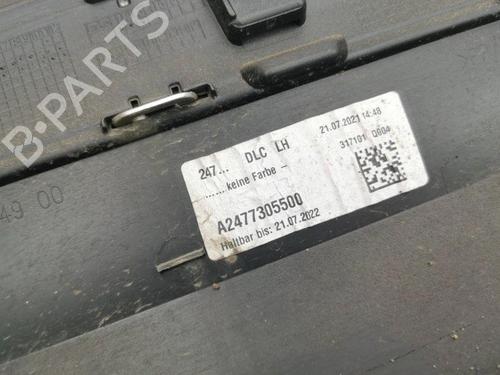 B-PARTS
247... DLC LH
21.07.2021 14:48
......keine Farbe –
317101 0904
A2477305500
Haltbar bis: 21.07.2022
49 00